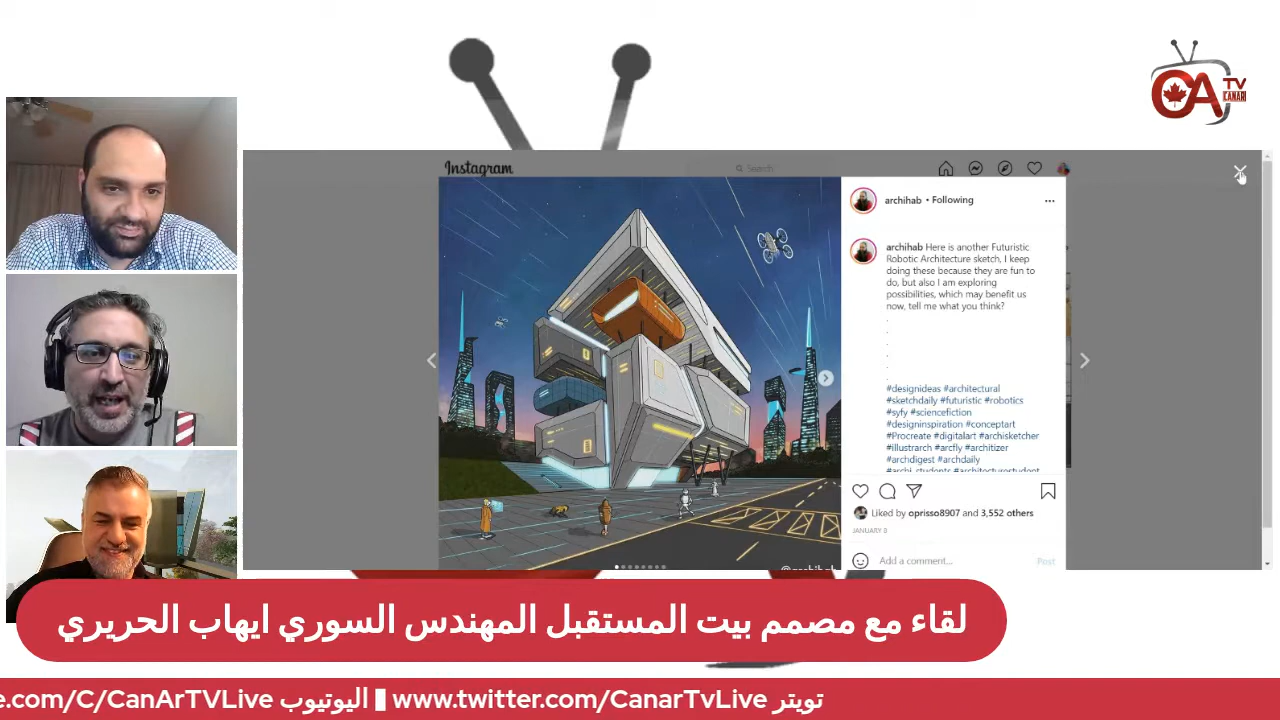 CA TV
CANAR
Instagram
Search
archihab • Following
archihab Here is another Futuristic
Robotic Architecture sketch, I keep
doing these because they are fun to
do, but also I am exploring
possibilities, which may benefit us
now, tell me what you think?
.
.
.
.
.
#designideas #architectural
#sketchdaily #futuristic #robotics
#syfy #sciencefiction
#designinspiration #conceptart
#Procreate #digitalart #archisketcher
#illustrarch #arcfly #architizer
#archdigest #archdaily
#archi_students #architecturestudent
Liked by oprisso8907 and 3,552 others
JANUARY 8
Add a comment... Post
@archihab
لقاء مع مصمم بيت المستقبل المهندس السوري ايهاب الحريري
تويتر www.twitter.com/CanarTvLive ▮ اليوتيوب e.com/C/CanArTVLive